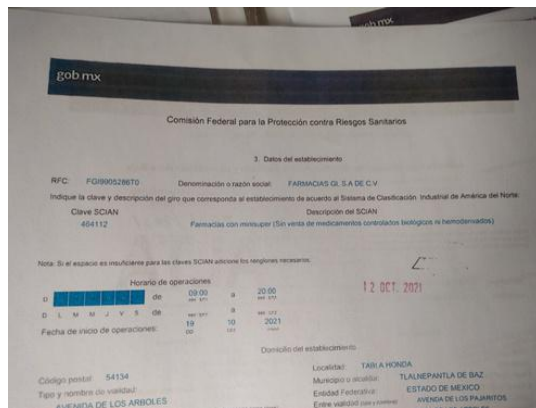 gob.mx
gob.mx
Comisión Federal para la Protección contra Riesgos Sanitarios
3. Datos del establecimiento
RFC: FGI9905286T0 Denominación o razón social: FARMACIAS GI, S.A DE C.V.
Indique la clave y descripción del giro que corresponda al establecimiento de acuerdo al Sistema de Clasificación Industrial de América del Norte:
Clave SCIAN Descripción del SCIAN
464112 Farmacias con minisuper (Sin venta de medicamentos controlados biológicos ni hemoderivados)
Nota: Si el espacio es insuficiente para las claves SCIAN adicione los renglones necesarios.
Horario de operaciones
12 OCT. 2021
D de 09:00 a 20:00
D L M M J V S de a
Fecha de inicio de operaciones: 19 10 2021
Domicilio del establecimiento
Código postal: 54134 Localidad: TABLA HONDA
Municipio o alcaldía: TLALNEPANTLA DE BAZ
Tipo y nombre de vialidad: Entidad Federativa: ESTADO DE MÉXICO
AVENIDA DE LOS ARBOLES Entre vialidad AVENIDA DE LOS PAJARITOS